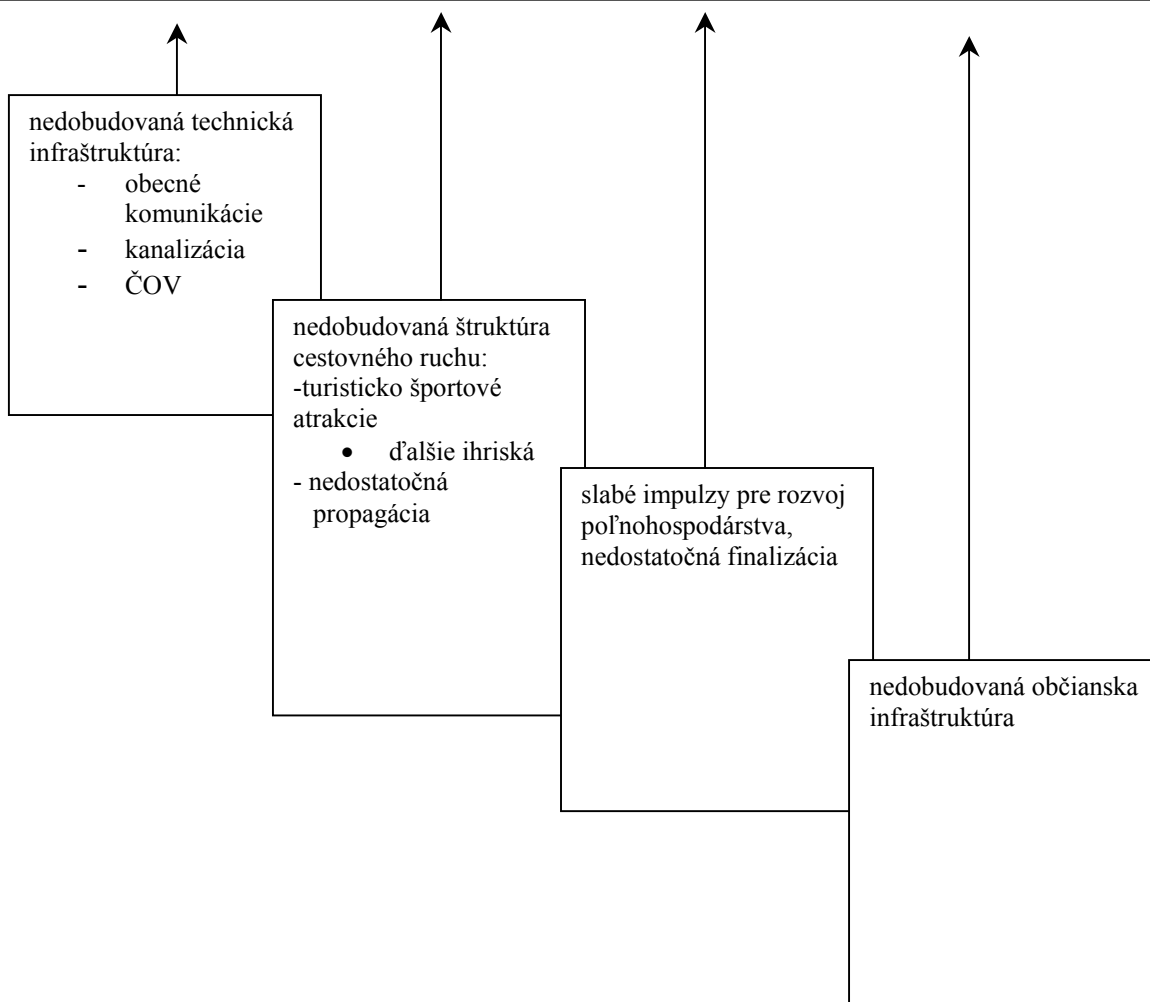 nedobudovaná technická
infraštruktúra:
- obecné
komunikácie
- kanalizácia
- ČOV
nedobudovaná štruktúra
cestovného ruchu:
-turisticko športové
atrakcie
• ďalšie ihriská
- nedostatočná
propagácia
slabé impulzy pre rozvoj
poľnohospodárstva,
nedostatočná finalizácia
nedobudovaná občianska
infraštruktúra